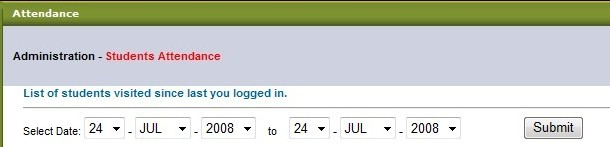 Attendance
Administration - Students Attendance
List of students visited since last you logged in.
Select Date: 24 - JUL - 2008 to 24 - JUL - 2008 Submit